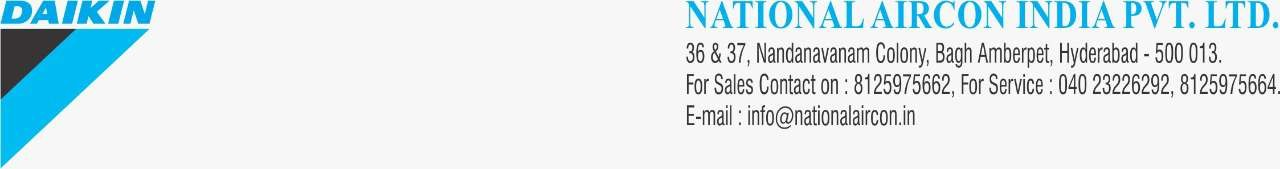 DAIKIN
NATIONAL AIRCON INDIA PVT. LTD.
36 & 37, Nandanavanam Colony, Bagh Amberpet, Hyderabad - 500 013.
For Sales Contact on : 8125975662, For Service : 040 23226292, 8125975664.
E-mail : info@nationalaircon.in